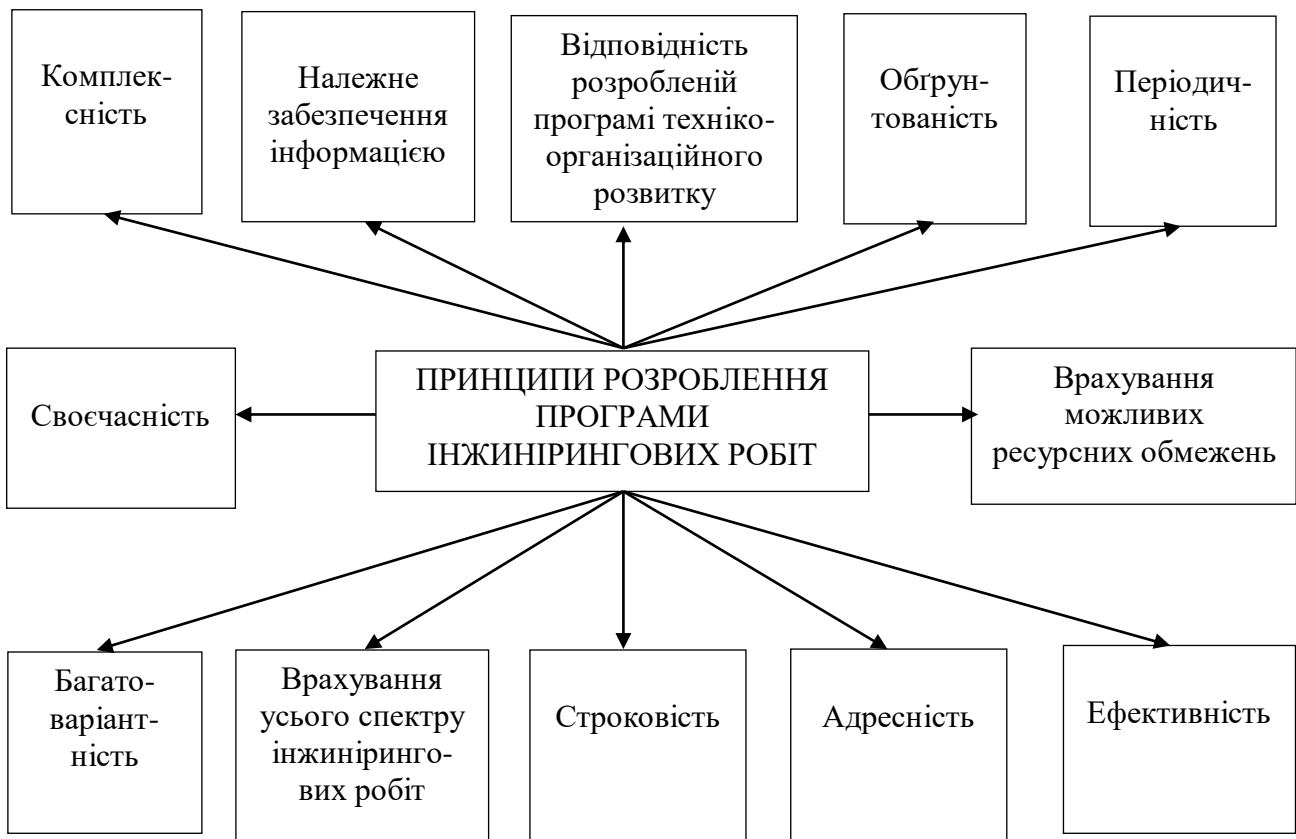 Комплек-
сність
Належне
забезпечення
інформацією
Відповідність
розробленій
програмі техніко-
організаційного
розвитку
Обґрун-
тованість
Періодич-
ність
Своєчасність
ПРИНЦИПИ РОЗРОБЛЕННЯ
ПРОГРАМИ
ІНЖИНІРИНГОВИХ РОБІТ
Врахування
можливих
ресурсних обмежень
Багато-
варіант-
ність
Врахування
усього спектру
інжинірінго-
вих робіт
Строковість
Адресність
Ефективність